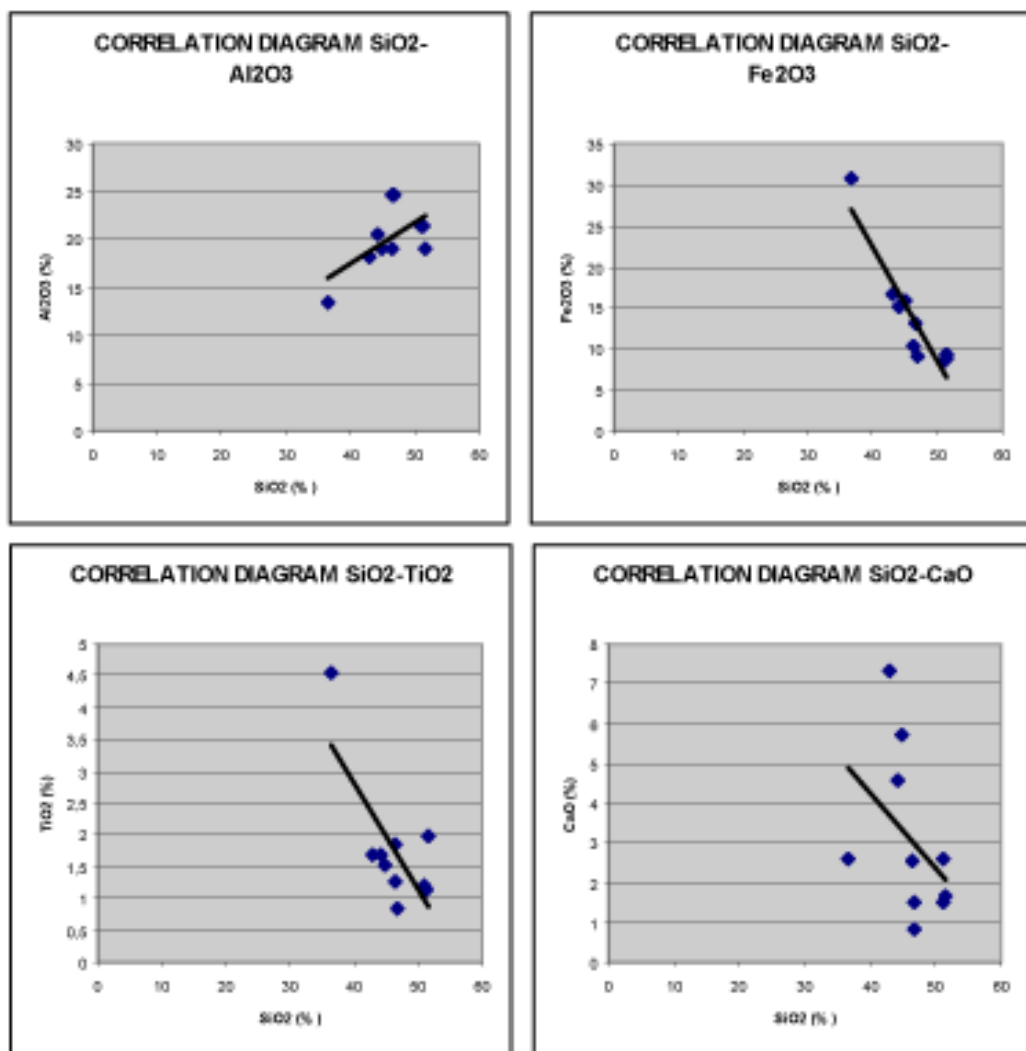 CORRELATION DIAGRAM SiO2-
Al2O3
30
25
20
15
10
5
0
Al2O3 (%)
0 10 20 30 40 50 60
SiO2 (% )
CORRELATION DIAGRAM SiO2-
Fe2O3
35
30
25
20
15
10
5
0
Fe2O3 (%)
0 10 20 30 40 50 60
SiO2 (% )
CORRELATION DIAGRAM SiO2-TiO2
5
4,5
4
3,5
3
2,5
2
1,5
1
0,5
0
TiO2 (%)
0 10 20 30 40 50 60
SiO2 (% )
CORRELATION DIAGRAM SiO2-CaO
8
7
6
5
4
3
2
1
0
CaO (%)
0 10 20 30 40 50 60
SiO2 (% )